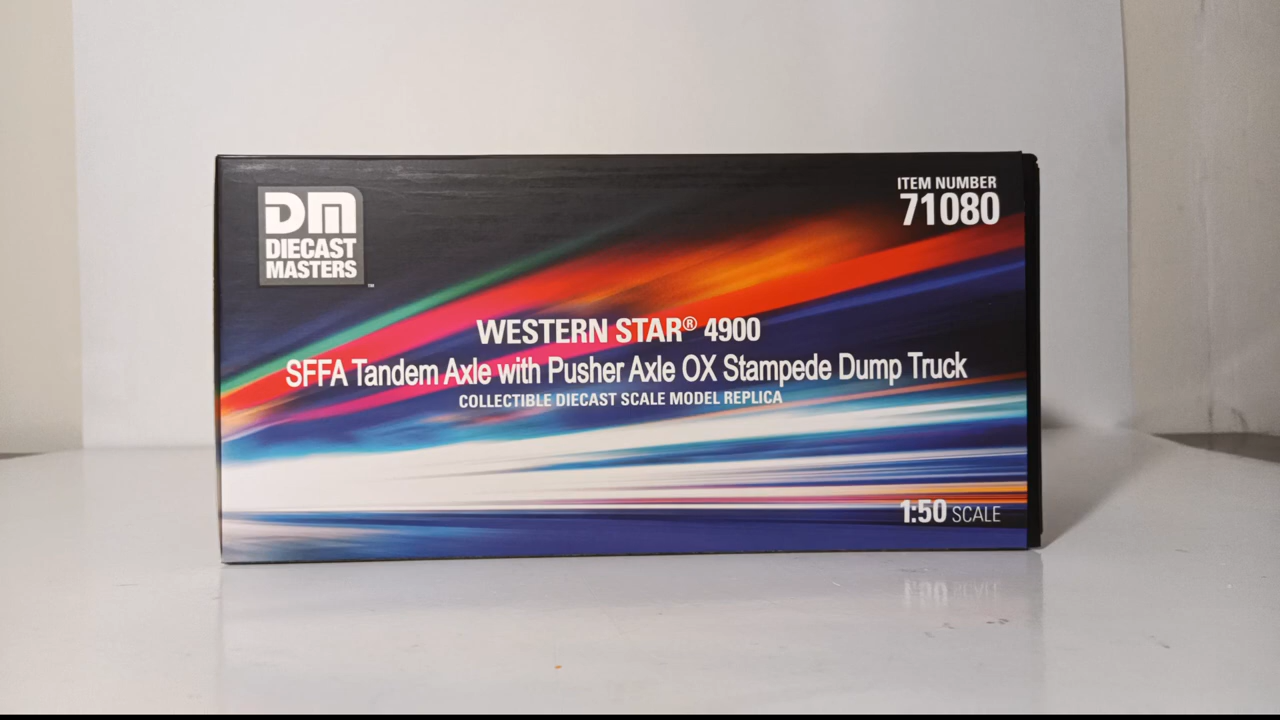 DM
DIECAST
MASTERS
™
ITEM NUMBER
71080
WESTERN STAR® 4900
SFFA Tandem Axle with Pusher Axle OX Stampede Dump Truck
COLLECTIBLE DIECAST SCALE MODEL REPLICA
1:50 SCALE